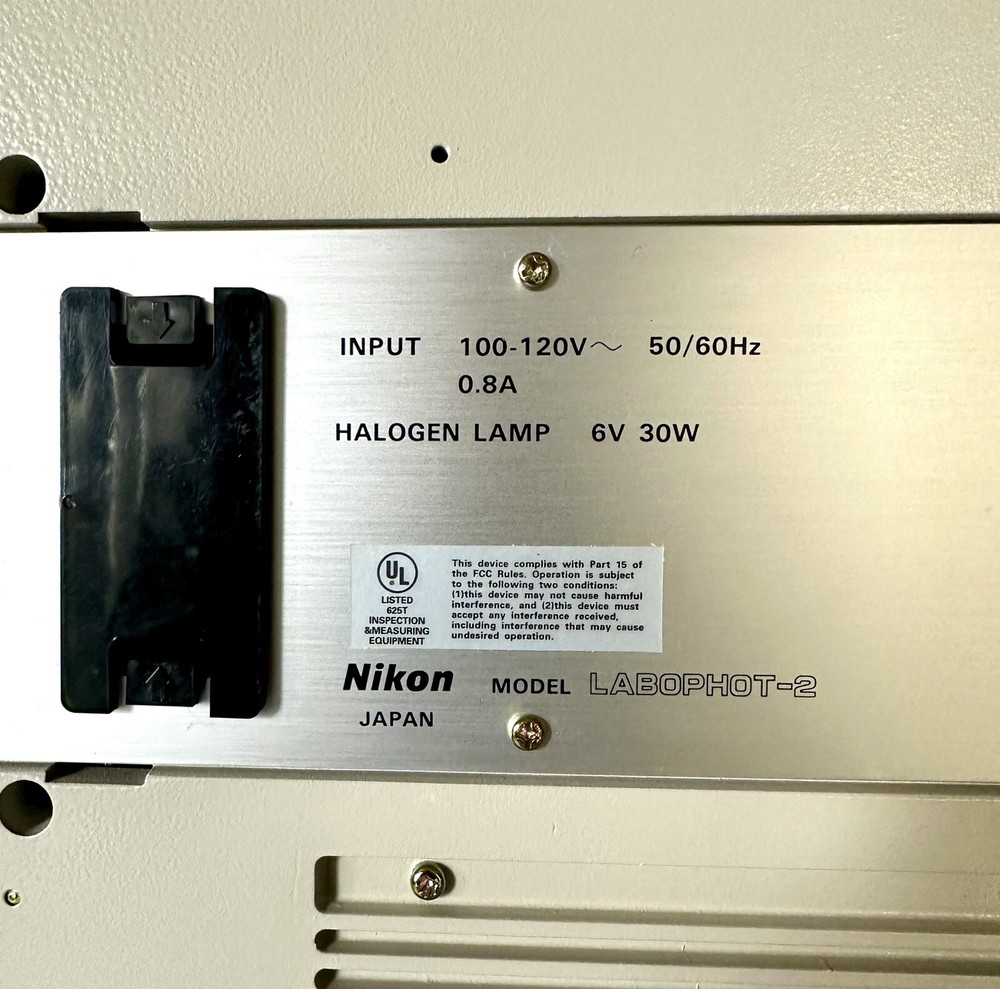 INPUT 100-120V～ 50/60Hz
0.8A
HALOGEN LAMP 6V 30W
UL
LISTED
625T
INSPECTION
&MEASURING
EQUIPMENT
This device complies with Part 15 of
the FCC Rules. Operation is subject
to the following two conditions:
(1)this device may not cause harmful
interference, and (2)this device must
accept any interference received,
including interference that may cause
undesired operation.
Nikon MODEL LABOPHOT-2
JAPAN